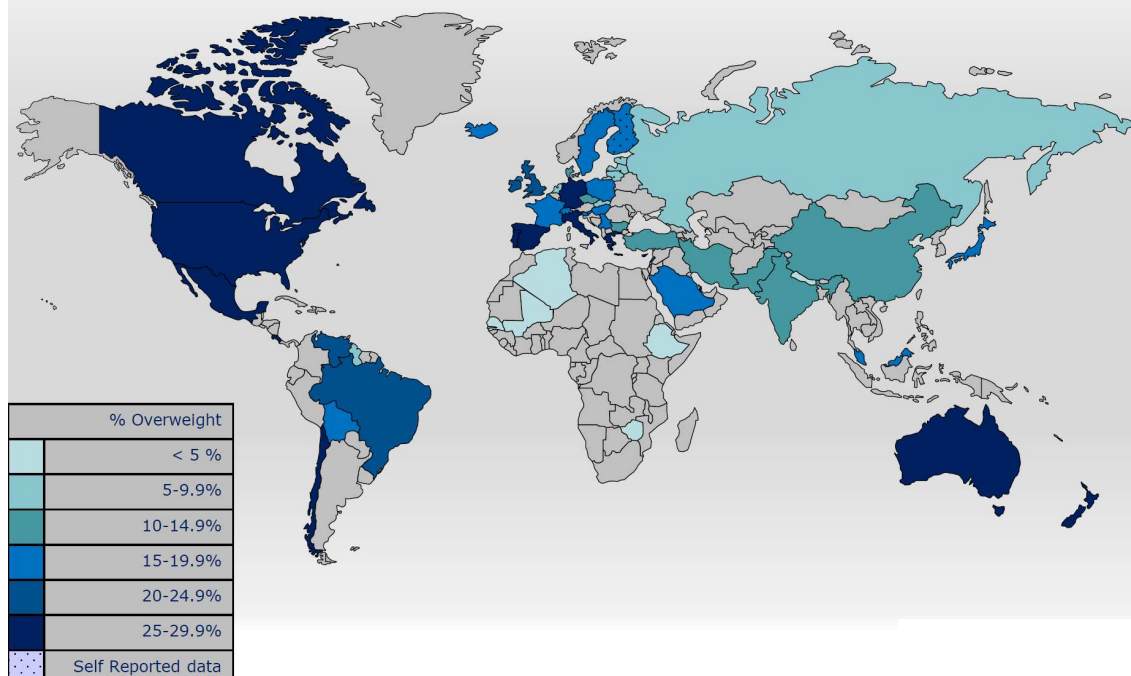 % Overweight
< 5 %
5-9.9%
10-14.9%
15-19.9%
20-24.9%
25-29.9%
Self Reported data